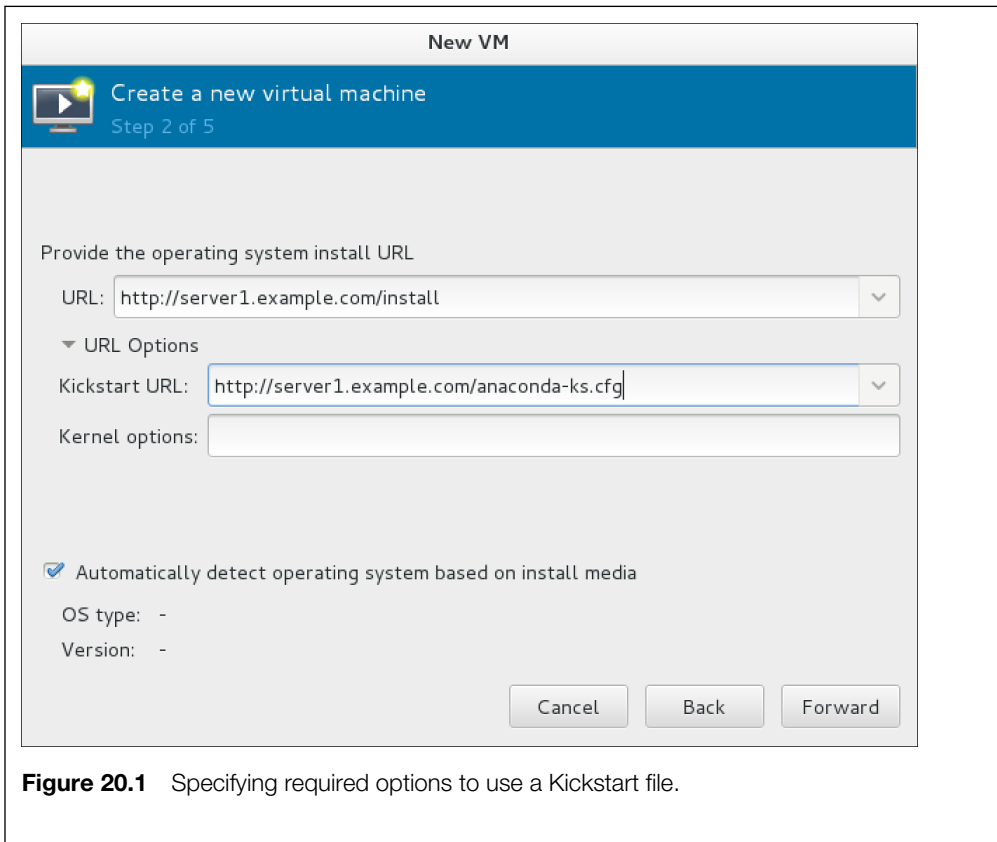 New VM
Create a new virtual machine
Step 2 of 5
Provide the operating system install URL
URL: http://server1.example.com/install
URL Options
Kickstart URL: http://server1.example.com/anaconda-ks.cfg
Kernel options:
Automatically detect operating system based on install media
OS type: -
Version: -
Cancel Back Forward
Figure 20.1 Specifying required options to use a Kickstart file.